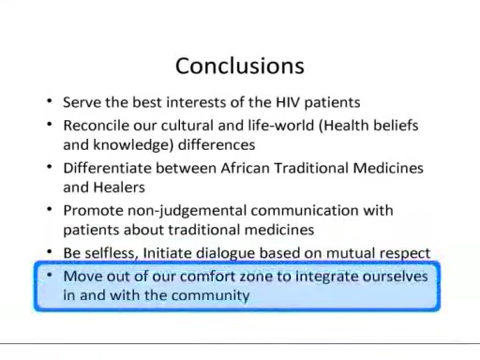 Conclusions
• Serve the best interests of the HIV patients
• Reconcile our cultural and life-world (Health beliefs
and knowledge) differences
• Differentiate between African Traditional Medicines
and Healers
• Promote non-judgemental communication with
patients about traditional medicines
• Be selfless, Initiate dialogue based on mutual respect
• Move out of our comfort zone to integrate ourselves
in and with the community